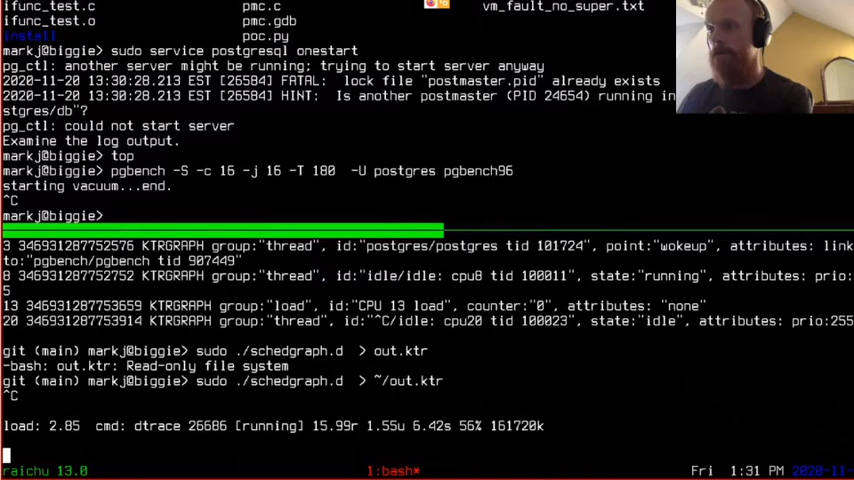 ifunc_test.c pmc.c vm_fault_no_super.txt
ifunc_test.o pmc.gdb
install poc.py
markj@biggie> sudo service postgresql onestart
pg_ctl: another server might be running; trying to start server anyway
2020-11-20 13:30:28.213 EST [26584] FATAL:  lock file "postmaster.pid" already exists
2020-11-20 13:30:28.213 EST [26584] HINT:  Is another postmaster (PID 24654) running in
stgres/db"?
pg_ctl: could not start server
Examine the log output.
markj@biggie> top
markj@biggie> pgbench -S -c 16 -j 16 -T 180  -U postgres pgbench96
starting vacuum...end.
^C
markj@biggie>
3 346931287752576 KTRGRAPH group:"thread", id:"postgres/postgres tid 101724", point:"wokeup", attributes: link
to:"pgbench/pgbench tid 907449"
8 346931287752752 KTRGRAPH group:"thread", id:"idle/idle: cpu8 tid 100011", state:"running", attributes: prio:
5
13 346931287753659 KTRGRAPH group:"load", id:"CPU 13 load", counter:"0", attributes: "none"
20 346931287753914 KTRGRAPH group:"thread", id:"^C/idle: cpu20 tid 100023", state:"idle", attributes: prio:255
git (main) markj@biggie> sudo ./schedgraph.d  > out.ktr
-bash: out.ktr: Read-only file system
git (main) markj@biggie> sudo ./schedgraph.d  > ~/out.ktr
^C
load: 2.85  cmd: dtrace 26686 [running] 15.99r 1.55u 6.42s 56% 161720k
raichu 13.0 1:bash* Fri 1:31 PM 2020-11-